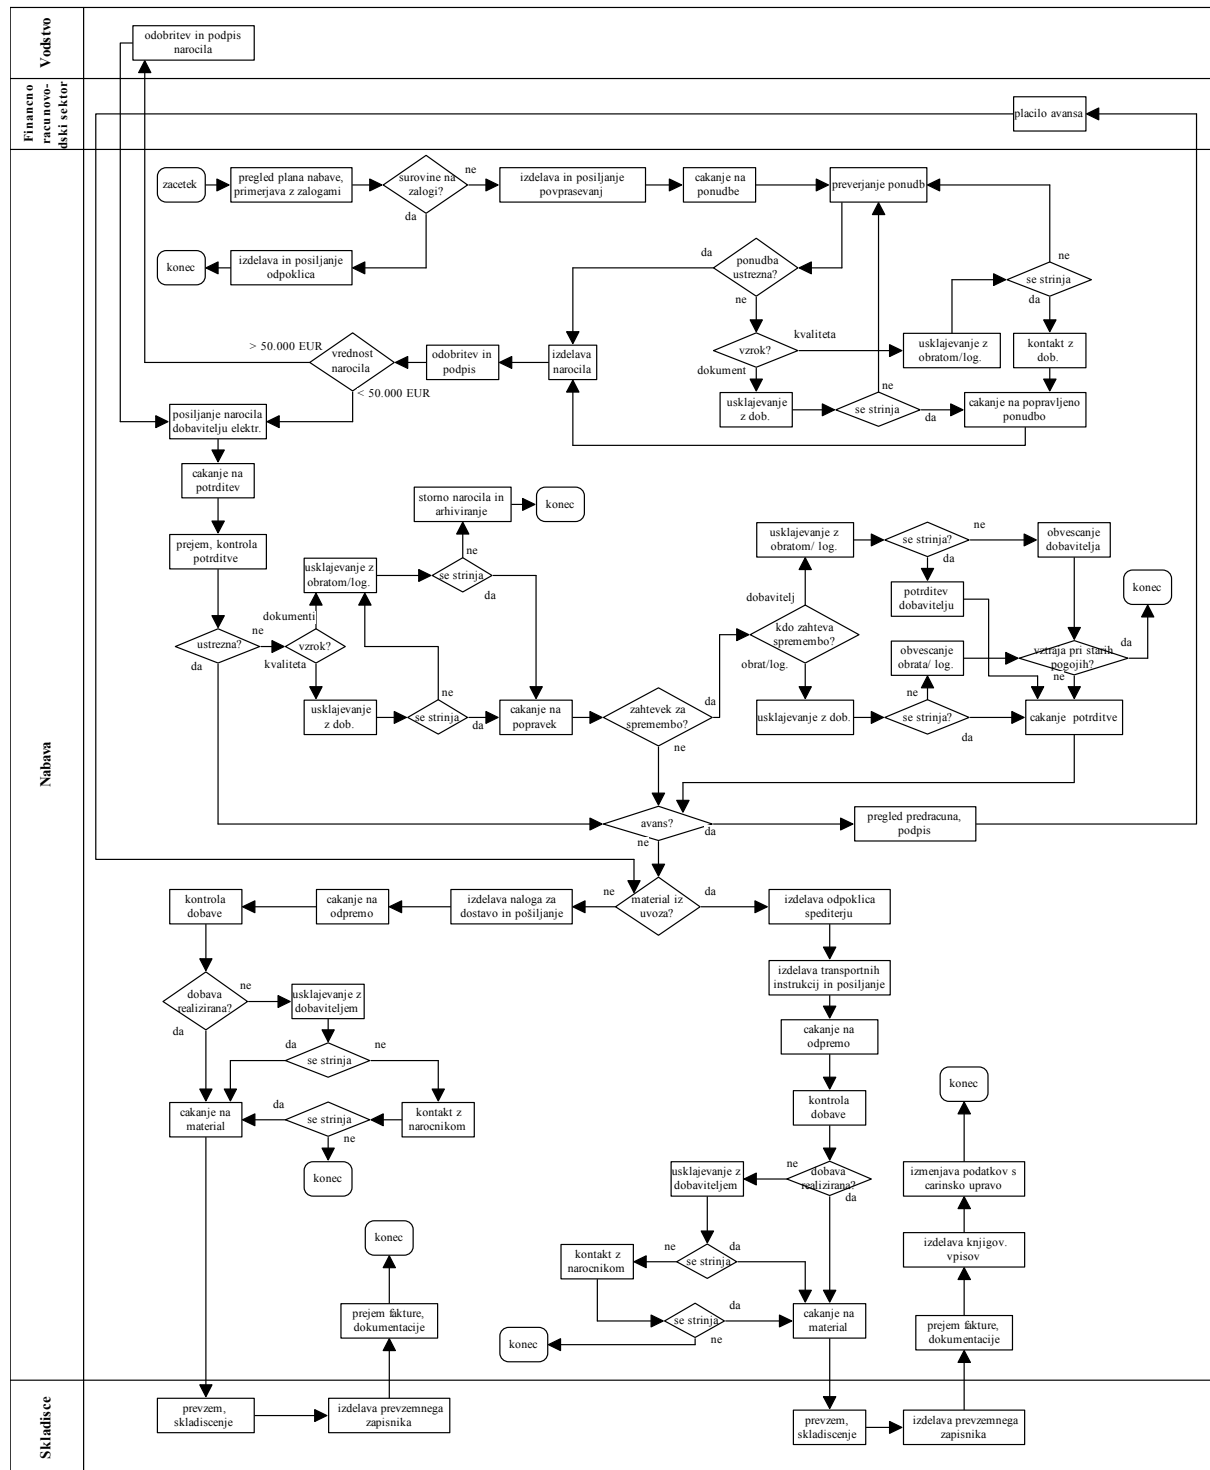 Vodstvo
odobritev in podpis
narocila
Financno
racunovo-
dski sektor
placilo avansa
Nabava
zacetek
pregled plana nabave,
primerjava z zalogami
surovine na
zalogi?
ne
da
izdelava in posiljanje
povprasevanj
cakanje na
ponudbe
preverjanje ponudb
konec
izdelava in posiljanje
odpoklica
da
ponudba
ustrezna?
ne
ne
se strinja
da
> 50.000 EUR
vrednost
narocila
< 50.000 EUR
odobritev in
podpis
izdelava
narocila
vzrok?
kvaliteta
dokument
usklajevanje z
obratom/log.
kontakt z
dob.
usklajevanje
z dob.
ne
se strinja
da
cakanje na popravljeno
ponudbo
posiljanje narocila
dobavitelju elektr.
cakanje na
potrditev
prejem, kontrola
potrditve
storno narocila in
arhiviranje
konec
ne
se strinja
da
usklajevanje z
obratom/log.
dokumenti
ustrezna?
ne
da
vzrok?
kvaliteta
usklajevanje
z dob.
ne
se strinja
da
cakanje na
popravek
zahtevek za
spremembo?
da
ne
usklajevanje z
obratom/ log.
se strinja?
ne
da
obvescanje
dobavitelja
potrditev
dobavitelju
konec
dobavitelj
kdo zahteva
spremembo?
obrat/log.
obvescanje
obrata/ log.
vztraja pri starih
pogojih?
da
ne
usklajevanje z dob.
ne
se strinja?
da
cakanje potrditve
avans?
da
ne
pregled predracuna,
podpis
kontrola
dobave
cakanje na
odpremo
izdelava naloga za
dostavo in pošiljanje
ne
material iz
uvoza?
da
izdelava odpoklica
spediterju
izdelava transportnih
instrukcij in posiljanje
cakanje na
odpremo
kontrola
dobave
dobava
realizirana?
ne
da
usklajevanje z
dobaviteljem
da
se strinja
ne
cakanje na
material
da
se strinja
ne
kontakt z
narocnikom
konec
konec
izmenjava podatkov s
carinsko upravo
izdelava knjigov.
vpisov
prejem fakture,
dokumentacije
usklajevanje z
dobaviteljem
ne
dobava
realizirana?
da
kontakt z
narocnikom
ne
se strinja
da
se strinja
da
ne
cakanje na
material
konec
konec
prejem fakture,
dokumentacije
Skladisce
prevzem,
skladiscenje
izdelava prevzemnega
zapisnika
prevzem,
skladiscenje
izdelava prevzemnega
zapisnika